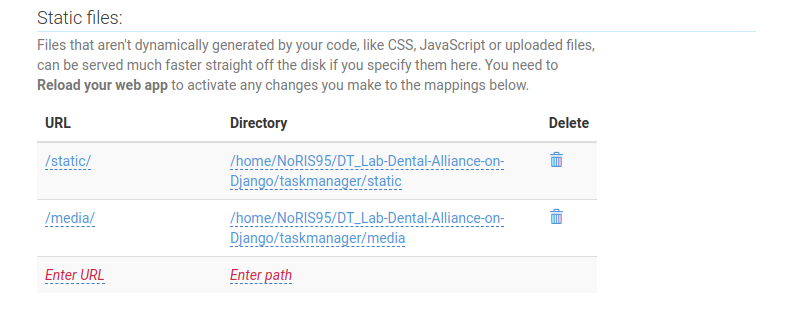 Static files:
Files that aren't dynamically generated by your code, like CSS, JavaScript or uploaded files,
can be served much faster straight off the disk if you specify them here. You need to
Reload your web app to activate any changes you make to the mappings below.
URL Directory Delete
/static/ /home/NoRIS95/DT_Lab-Dental-Alliance-on-
Django/taskmanager/static
/media/ /home/NoRIS95/DT_Lab-Dental-Alliance-on-
Django/taskmanager/media
Enter URL Enter path